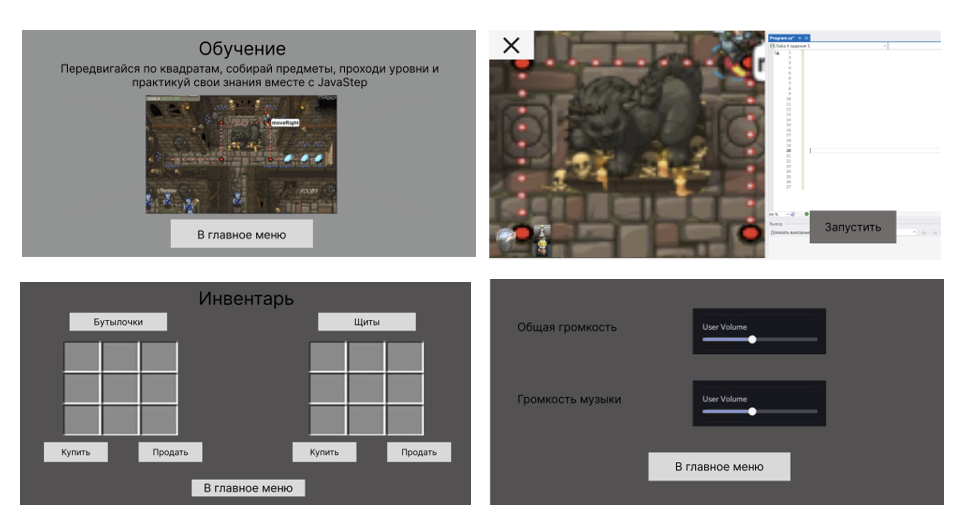 Обучение
Передвигайся по квадратам, собирай предметы, проходи уровни и
практикуй свои знания вместе с JavaStep
moveRight
В главное меню
Program.cs*
Запустить
Инвентарь
Бутылочки
Щиты
Купить
Продать
Купить
Продать
В главное меню
Общая громкость
User Volume
Громкость музыки
User Volume
В главное меню